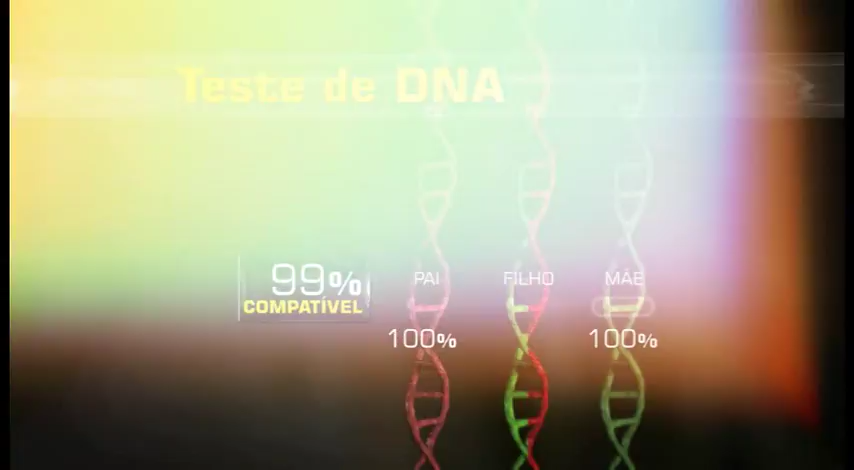 Teste de DNA
99%
COMPATÍVEL
PAI
FILHO
MÃE
100%
100%